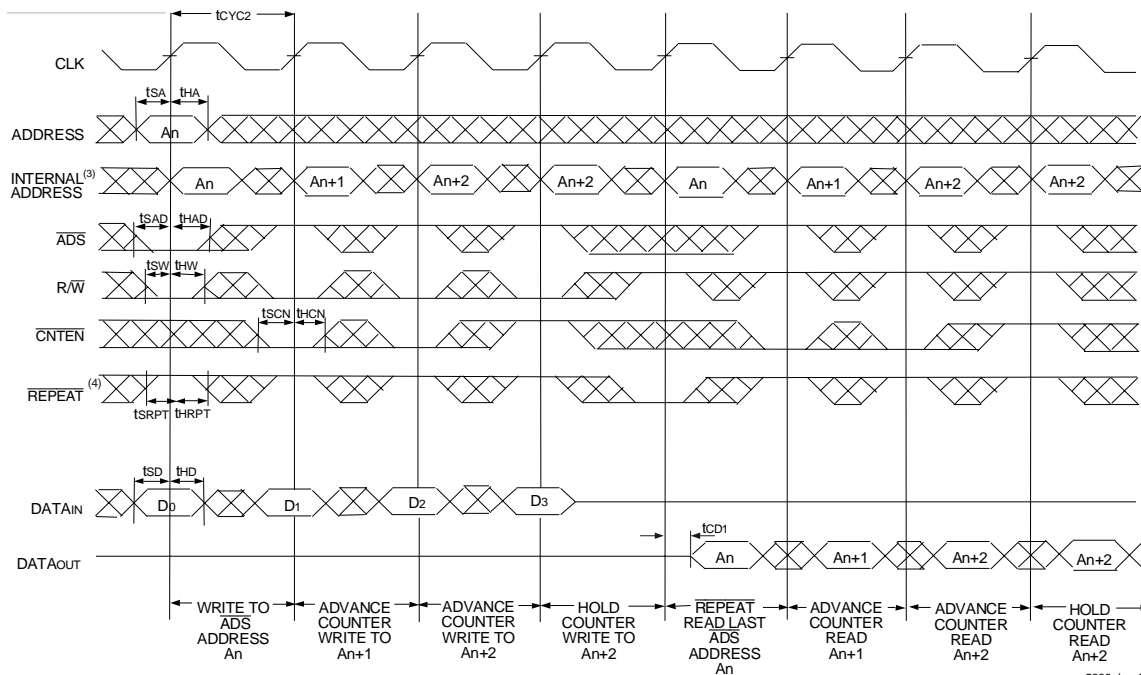 tCYC2
CLK
tSA tHA
ADDRESS An
INTERNAL(3) ADDRESS An An+1 An+2 An+2 An An+1 An+2 An+2
tSAD tHAD
ADS
tSW tHW
R/W
tSCN tHCN
CNTEN
REPEAT (4)
tSRPT tHRPT
tSD tHD
DATAIN D0 D1 D2 D3
tCD1
DATAOUT An An+1 An+2 An+2
WRITE TO ADS ADDRESS An
ADVANCE COUNTER WRITE TO An+1
ADVANCE COUNTER WRITE TO An+2
HOLD COUNTER WRITE TO An+2
REPEAT READ LAST ADS ADDRESS An
ADVANCE COUNTER READ An+1
ADVANCE COUNTER READ An+2
HOLD COUNTER READ An+2